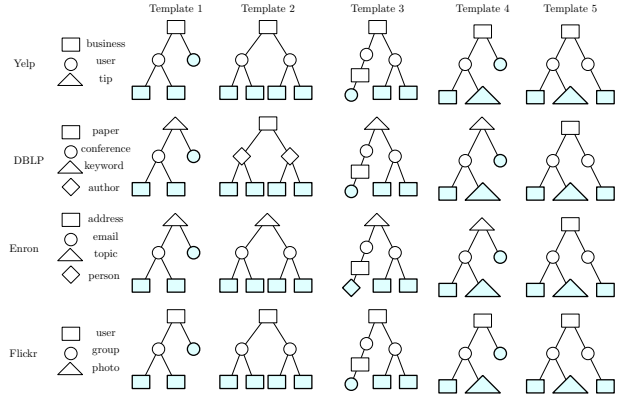 Template 1 Template 2 Template 3 Template 4 Template 5
Yelp
business
user
tip
DBLP
paper
conference
keyword
author
Enron
address
email
topic
person
Flickr
user
group
photo